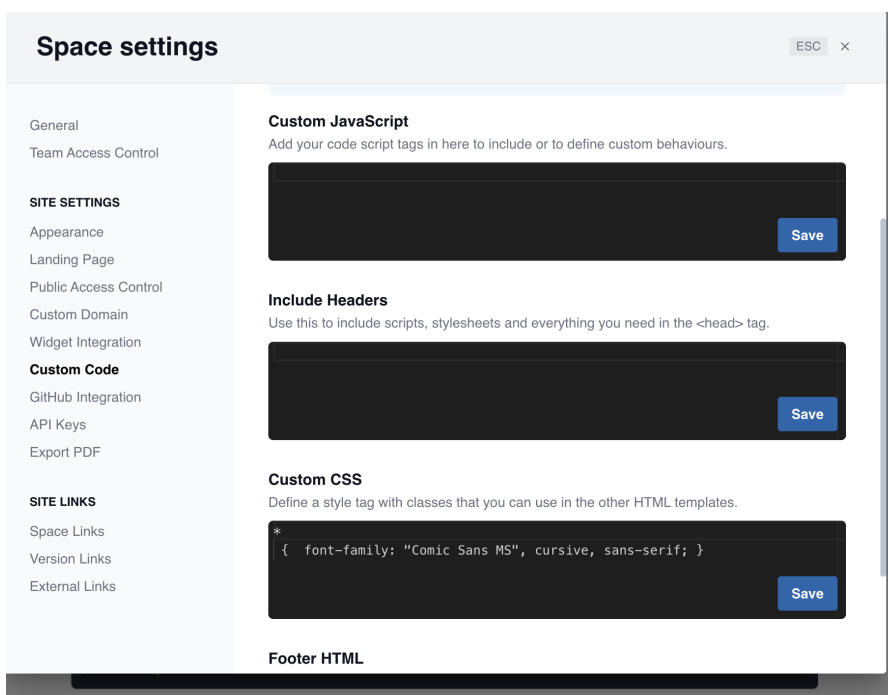 Space settings
ESC ×
General
Team Access Control
SITE SETTINGS
Appearance
Landing Page
Public Access Control
Custom Domain
Widget Integration
Custom Code
GitHub Integration
API Keys
Export PDF
SITE LINKS
Space Links
Version Links
External Links
Custom JavaScript
Add your code script tags in here to include or to define custom behaviours.
Save
Include Headers
Use this to include scripts, stylesheets and everything you need in the <head> tag.
Save
Custom CSS
Define a style tag with classes that you can use in the other HTML templates.
*
{  font-family: "Comic Sans MS", cursive, sans-serif; }
Save
Footer HTML